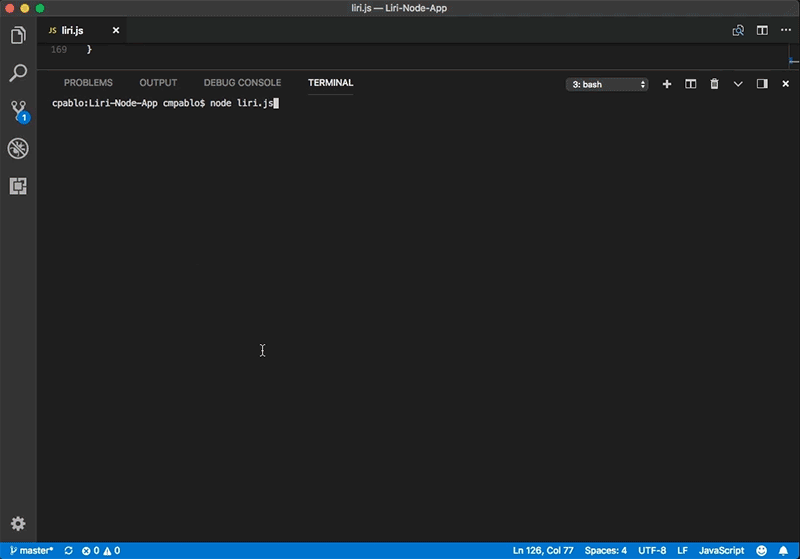 liri.js — Liri-Node-App
JS liri.js
169 }
PROBLEMS OUTPUT DEBUG CONSOLE TERMINAL 3: bash
cpablo:Liri-Node-App cmpablo$ node liri.js
1
master* 0 0 Ln 126, Col 77 Spaces: 4 UTF-8 LF JavaScript